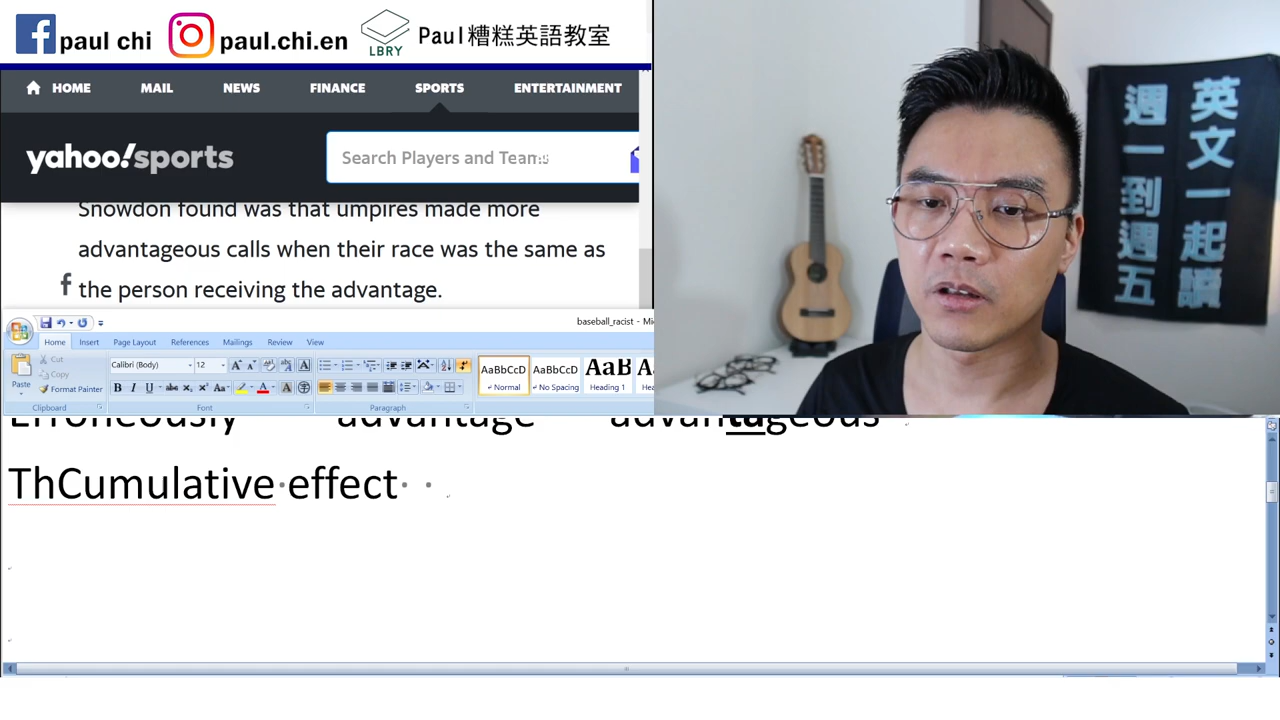 paul chi
paul.chi.en
LBRY
Paul糟糕英語教室
HOME MAIL NEWS FINANCE SPORTS ENTERTAINMENT
yahoo!sports
Search Players and Teams
Snowdon found was that umpires made more
advantageous calls when their race was the same as
the person receiving the advantage.
英文一起讀
週一到週五
baseball_racist - Mi
Home Insert Page Layout References Mailings Review View
Paste
Cut
Copy
Format Painter
Calibri (Body) 12
AaBbCcD AaBbCcD AaB
Normal No Spacing Heading 1
Clipboard Font Paragraph
Erroneously advantage advantageous
ThCumulative effect